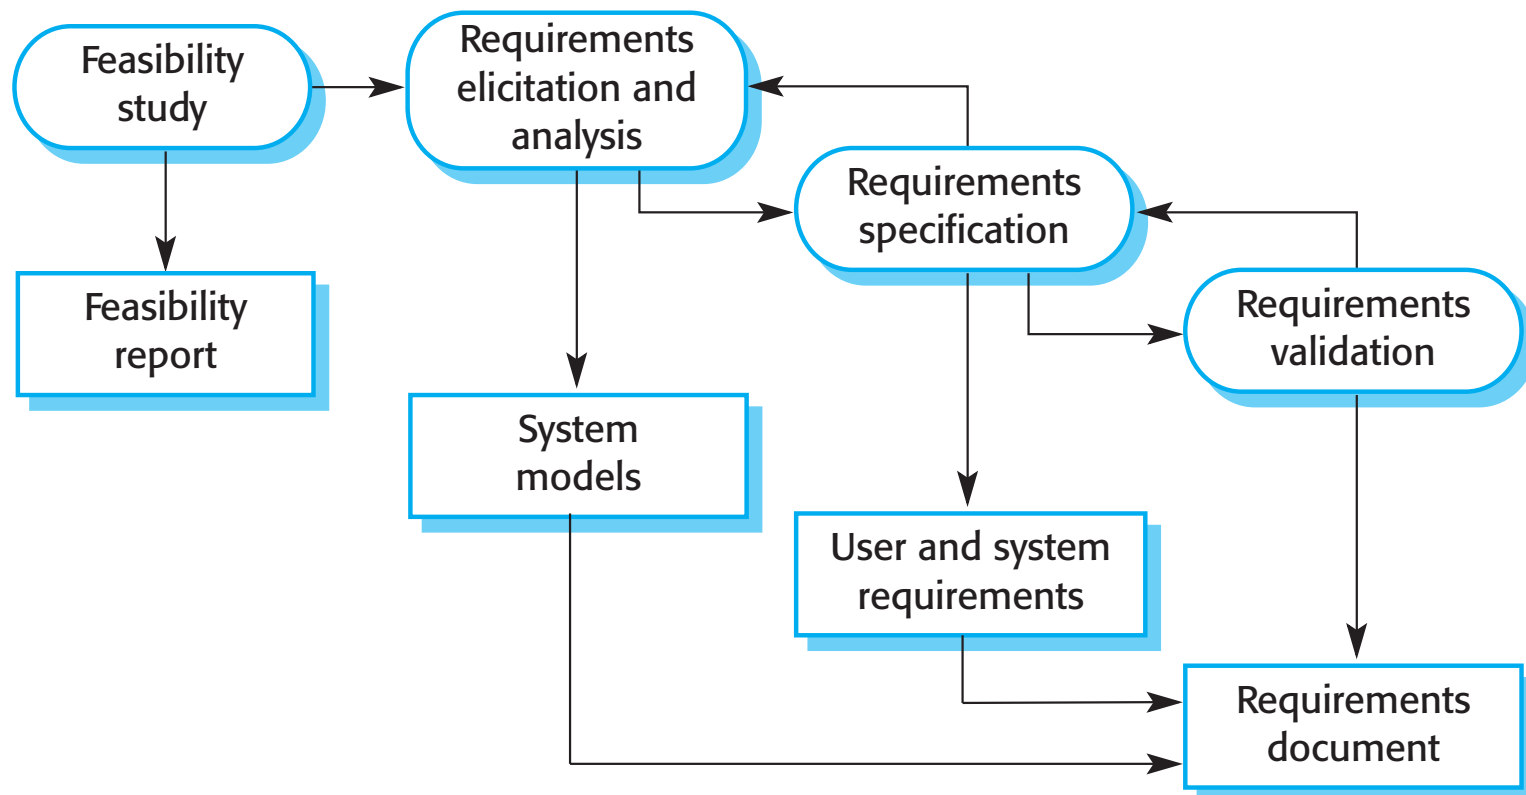 Feasibility
study
Requirements
elicitation and
analysis
Requirements
specification
Requirements
validation
Feasibility
report
System
models
User and system
requirements
Requirements
document